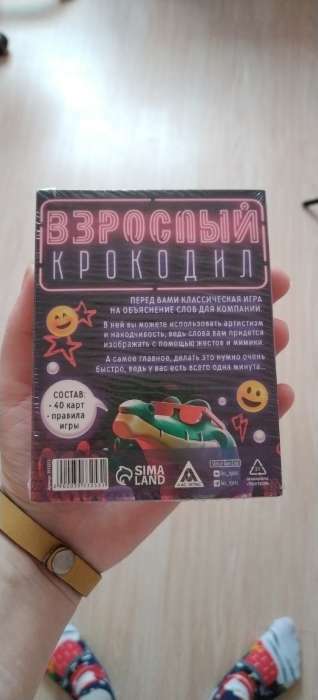 ВЗРОСЛЫЙ
КРОКОДИЛ
ПЕРЕД ВАМИ КЛАССИЧЕСКАЯ ИГРА
НА ОБЪЯСНЕНИЕ СЛОВ ДЛЯ КОМПАНИИ.
В ней вы можете использовать артистизм
и находчивость, ведь слова вам придется
изображать с помощью жестов и мимики.
А самое главное, делать это нужно очень
быстро, ведь у вас есть всего одна минута...
СОСТАВ:
- 40 карт
- правила
игры
SIMA
LAND